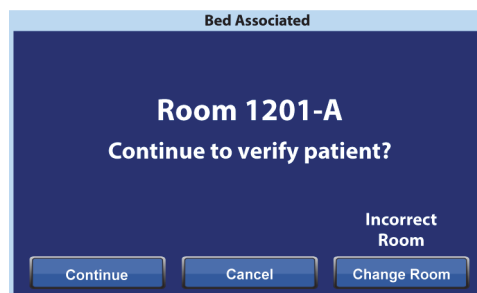 Bed Associated
Room 1201-A
Continue to verify patient?
Incorrect
Room
Continue
Cancel
Change Room